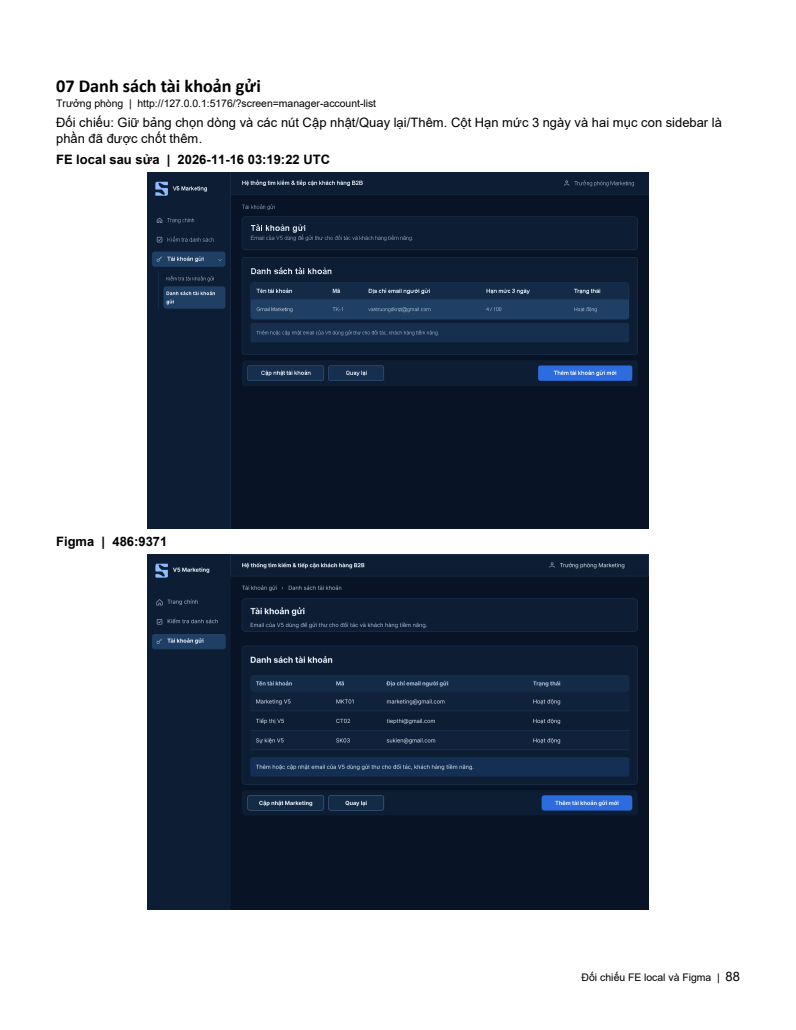 07 Danh sách tài khoản gửi
Trưởng phòng | http://127.0.0.1:5176/?screen=manager-account-list
Đối chiếu: Giữ bảng chọn dòng và các nút Cập nhật/Quay lại/Thêm. Cột Hạn mức 3 ngày và hai mục con sidebar là
phần đã được chốt thêm.
FE local sau sửa | 2026-11-16 03:19:22 UTC
V5 Marketing
Hệ thống tìm kiếm & tiếp cận khách hàng B2B
Trưởng phòng Marketing
Trang chính
Kiểm tra danh sách
Tài khoản gửi
Kiểm tra tài khoản gửi
Danh sách tài khoản
gửi
Tài khoản gửi
Tài khoản gửi
Email của V5 dùng để gửi thư cho đối tác và khách hàng tiềm năng.
Danh sách tài khoản
Tên tài khoản Mã Địa chỉ email người gửi Hạn mức 3 ngày Trạng thái
Gmail Marketing TK-1 4 / 100 Hoạt động
Thêm hoặc cập nhật email của V5 dùng gửi thư cho đối tác, khách hàng tiềm năng.
Cập nhật tài khoản Quay lại Thêm tài khoản gửi mới
Figma | 486:9371
V5 Marketing
Hệ thống tìm kiếm & tiếp cận khách hàng B2B
Trưởng phòng Marketing
Trang chính
Kiểm tra danh sách
Tài khoản gửi
Tài khoản gửi › Danh sách tài khoản
Tài khoản gửi
Email của V5 dùng để gửi thư cho đối tác và khách hàng tiềm năng.
Danh sách tài khoản
Tên tài khoản Mã Địa chỉ email người gửi Trạng thái
Marketing V5 MKT01 marketing@gmail.com Hoạt động
Tiếp thị V5 CT02 tiepthi@gmail.com Hoạt động
Sự kiện V5 SK03 sukien@gmail.com Hoạt động
Thêm hoặc cập nhật email của V5 dùng gửi thư cho đối tác, khách hàng tiềm năng.
Cập nhật Marketing Quay lại Thêm tài khoản gửi mới
Đối chiếu FE local và Figma | 88